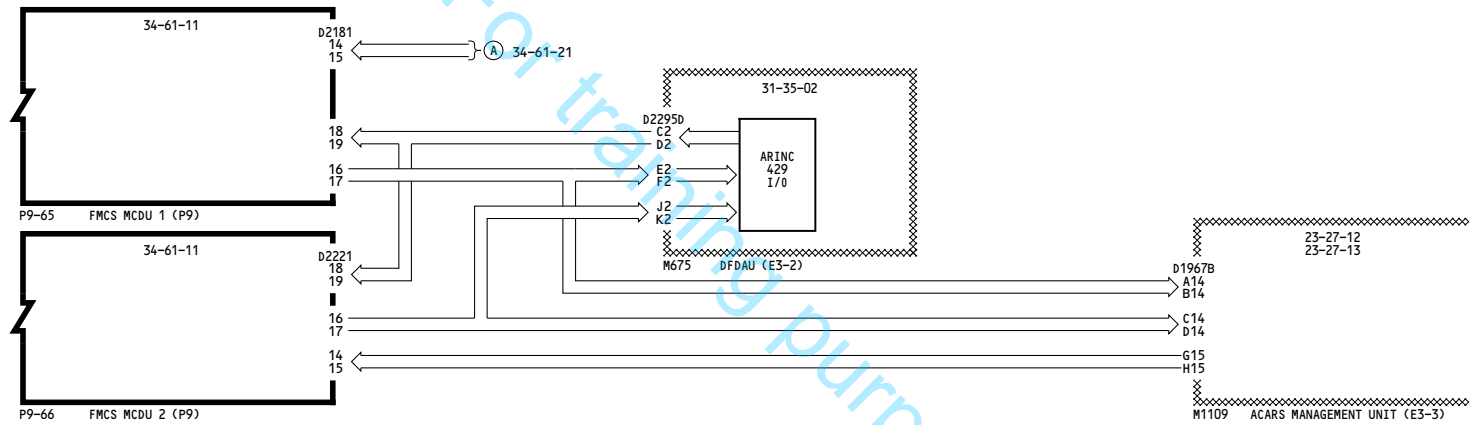 34-61-11
D2181
14
15
A 34-61-21
18
19
16
17
P9-65 FMCS MCDU 1 (P9)
31-35-02
D2295D
C2
D2
E2
F2
J2
K2
ARINC
429
I/O
M675 DFDAU (E3-2)
34-61-11
D2221
18
19
16
17
14
15
P9-66 FMCS MCDU 2 (P9)
23-27-12
23-27-13
D1967B
A14
B14
C14
D14
G15
H15
M1109 ACARS MANAGEMENT UNIT (E3-3)
For training purp